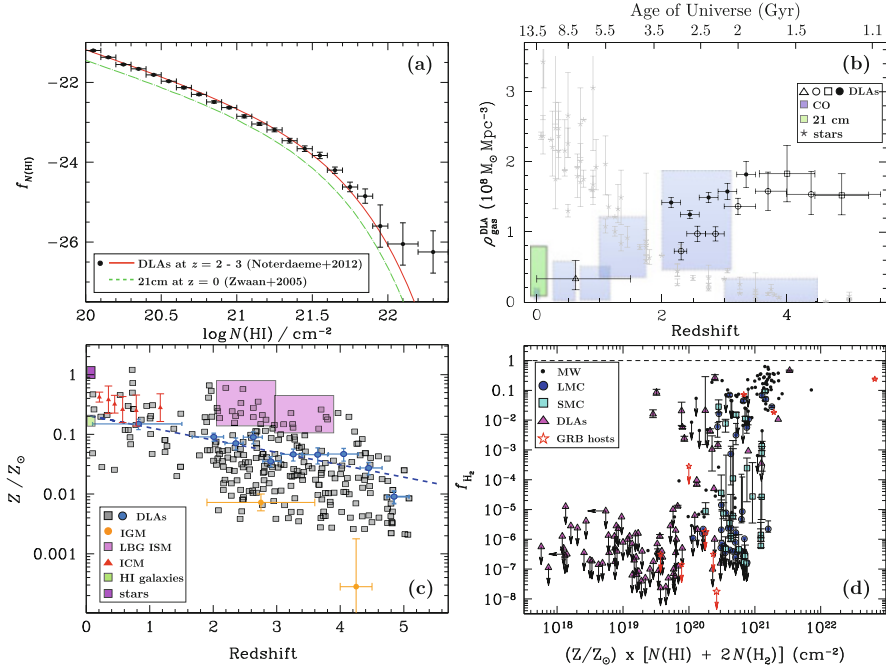 (a)
f_N(HI)
-22
-24
-26
DLAs at z = 2 - 3 (Noterdaeme+2012)
21cm at z = 0 (Zwaan+2005)
20 20.5 21 21.5 22
log N(HI) / cm⁻²
Age of Universe (Gyr)
13.5 8.5 5.5 3.5 2.5 2 1.5 1.1
(b)
DLAs
CO
21 cm
stars
ρ_gas^DLA (10⁸ M⊙ Mpc⁻³)
3
2
1
0
0 2 4
Redshift
(c)
Z / Z⊙
1
0.1
0.01
0.001
DLAs
IGM
LBG ISM
ICM
HI galaxies
stars
0 1 2 3 4 5
Redshift
(d)
f_H₂
1
0.1
10⁻²
10⁻³
10⁻⁴
10⁻⁵
10⁻⁶
10⁻⁷
10⁻⁸
MW
LMC
SMC
DLAs
GRB hosts
10¹⁸ 10¹⁹ 10²⁰ 10²¹ 10²²
(Z/Z⊙) x [N(HI) + 2N(H₂)] (cm⁻²)